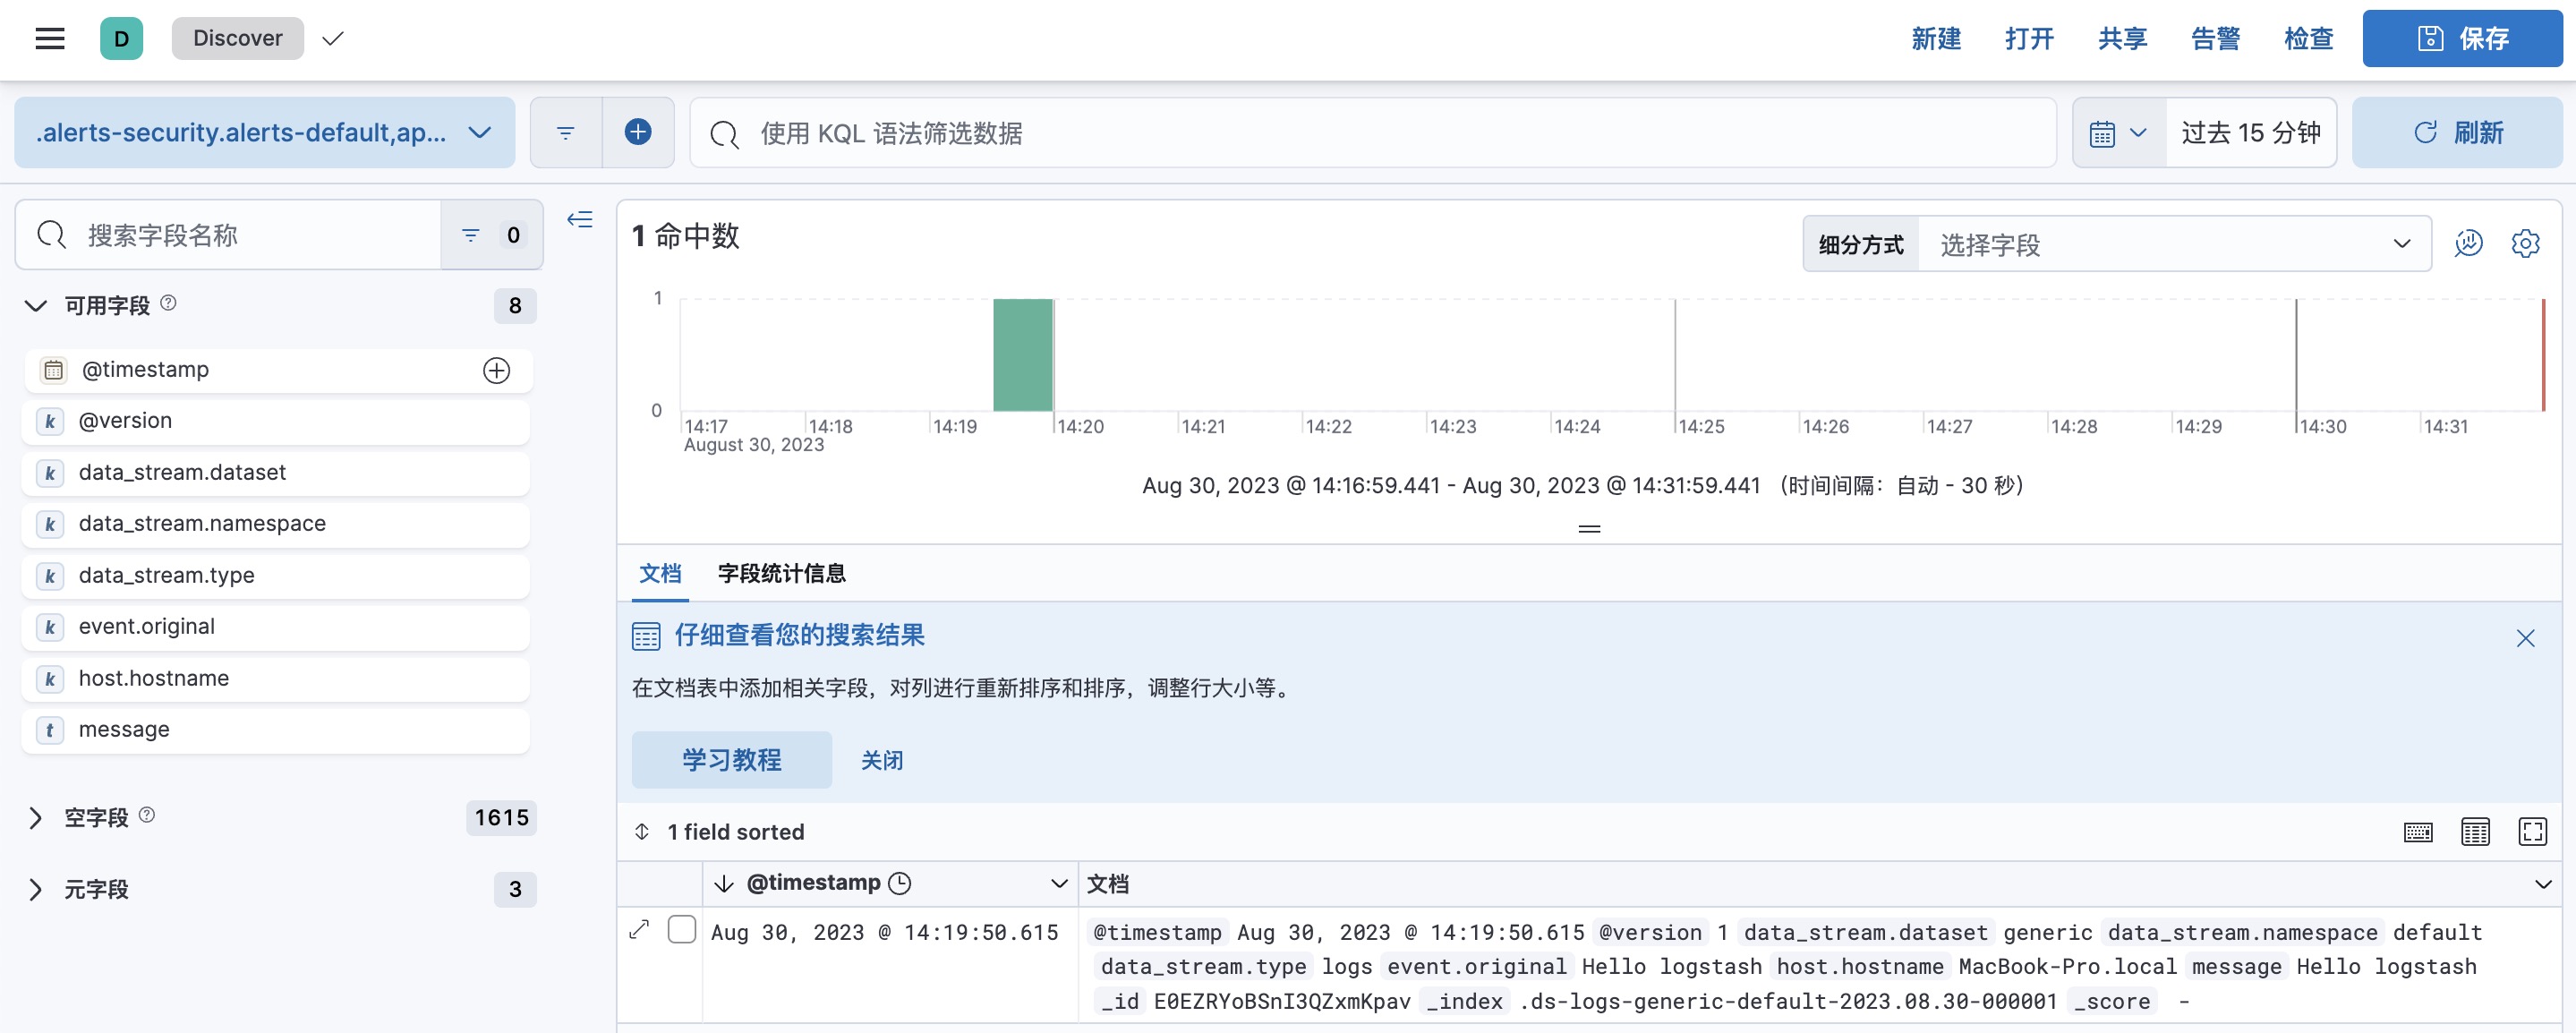 D Discover 新建 打开 共享 告警 检查 保存
.alerts-security.alerts-default,ap... 使用 KQL 语法筛选数据 过去 15 分钟 刷新
搜索字段名称 0
可用字段 8
@timestamp
k @version
k data_stream.dataset
k data_stream.namespace
k data_stream.type
k event.original
k host.hostname
t message
空字段 1615
元字段 3
1 命中数 细分方式 选择字段
1
0
14:17 14:18 14:19 14:20 14:21 14:22 14:23 14:24 14:25 14:26 14:27 14:28 14:29 14:30 14:31
August 30, 2023
Aug 30, 2023 @ 14:16:59.441 - Aug 30, 2023 @ 14:31:59.441 （时间间隔：自动 - 30 秒）
文档 字段统计信息
仔细查看您的搜索结果
在文档表中添加相关字段，对列进行重新排序和排序，调整行大小等。
学习教程 关闭
1 field sorted
@timestamp 文档
Aug 30, 2023 @ 14:19:50.615 @timestamp Aug 30, 2023 @ 14:19:50.615 @version 1 data_stream.dataset generic data_stream.namespace default
data_stream.type logs event.original Hello logstash host.hostname MacBook-Pro.local message Hello logstash
_id E0EZRYoBSnI3QZxmKpav _index .ds-logs-generic-default-2023.08.30-000001 _score -